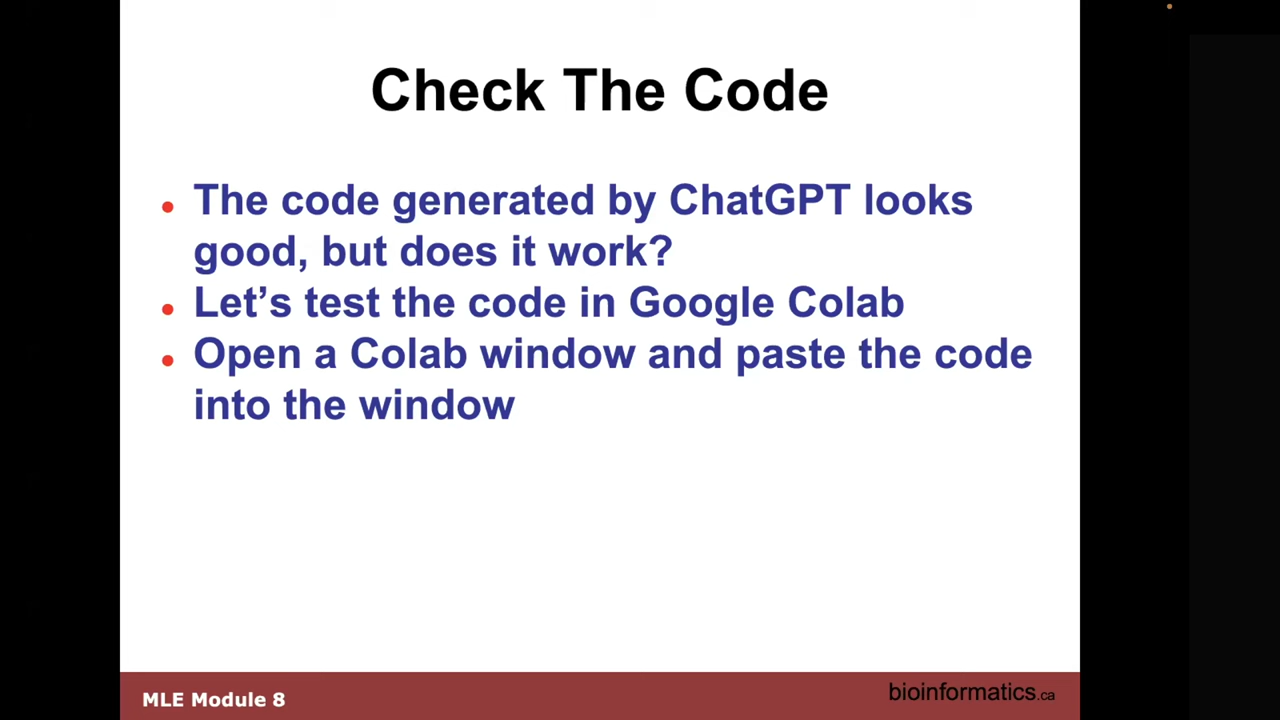 Check The Code
• The code generated by ChatGPT looks
good, but does it work?
• Let’s test the code in Google Colab
• Open a Colab window and paste the code
into the window
MLE Module 8
bioinformatics.ca